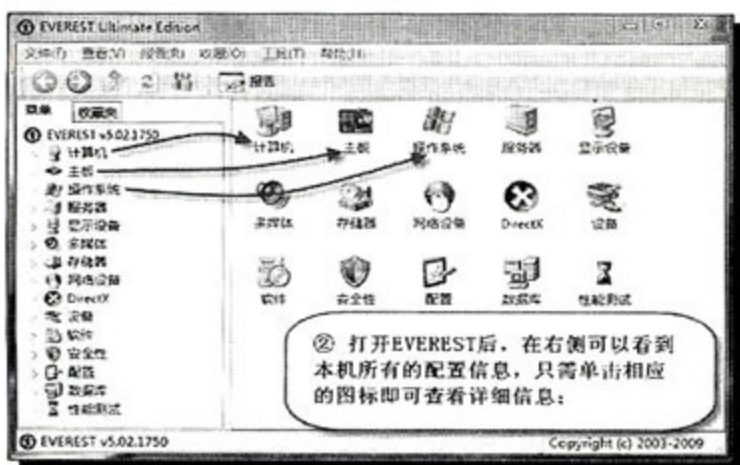 EVEREST Ultimate Edition
文件(F) 查看(V) 报告(R) 收藏(O) 工具(T) 帮助(H)
报告
菜单 收藏夹
EVEREST v5.02.1750
计算机
主板
操作系统
服务器
显示设备
多媒体
存储器
网络设备
DirectX
设备
软件
安全性
配置
数据库
性能测试
计算机 主板 操作系统 服务器 显示设备
多媒体 存储器 网络设备 DirectX 设备
软件 安全性 配置 数据库 性能测试
② 打开EVEREST后，在右侧可以看到
本机所有的配置信息，只需单击相应
的图标即可查看详细信息；
EVEREST v5.02.1750 Copyright (c) 2003-2009